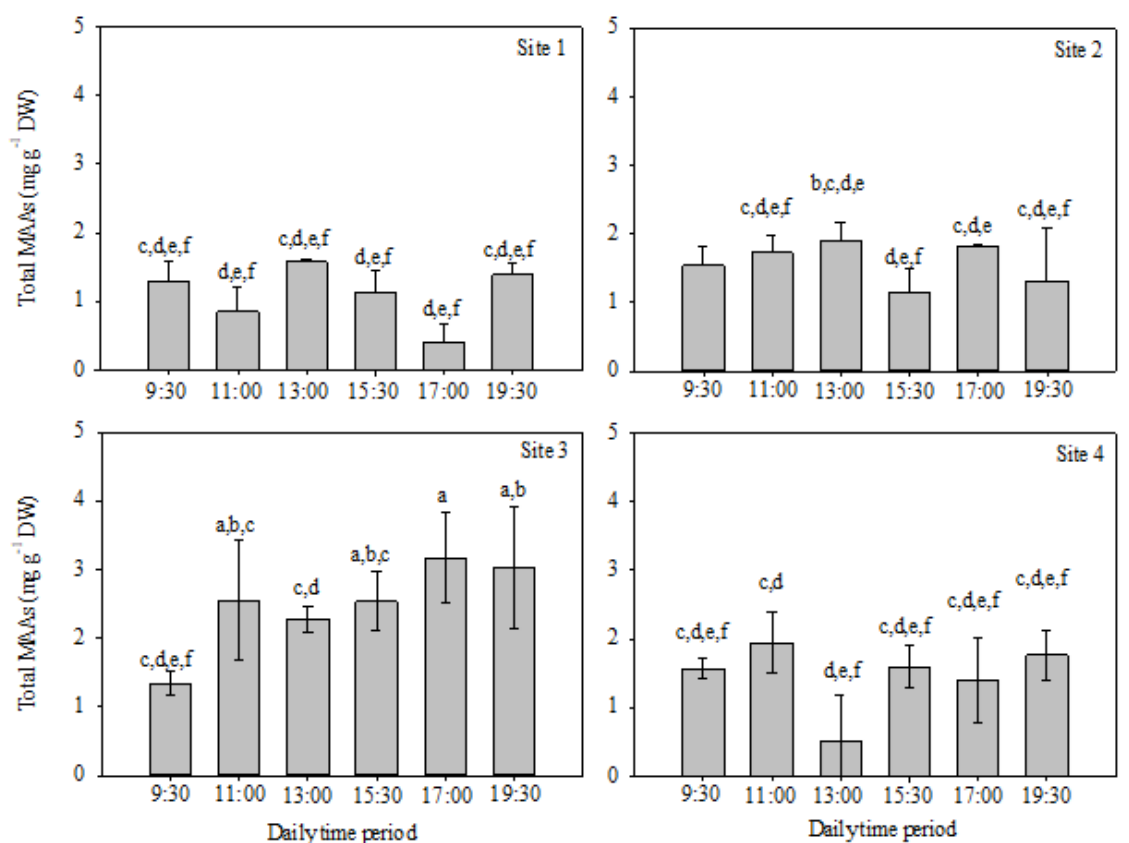 Site 1
Total MAAs (mg g-1 DW)
5
4
3
2
1
0
c,d,e,f
d,e,f
c,d,e,f
d,e,f
d,e,f
c,d,e,f
9:30 11:00 13:00 15:30 17:00 19:30
Site 2
5
4
3
2
1
0
c,d,e,f
b,c,d,e
d,e,f
c,d,e
c,d,e,f
9:30 11:00 13:00 15:30 17:00 19:30
Site 3
Total MAAs (mg g-1 DW)
5
4
3
2
1
0
c,d,e,f
a,b,c
c,d
a,b,c
a
a,b
9:30 11:00 13:00 15:30 17:00 19:30
Daily time period
Site 4
5
4
3
2
1
0
c,d,e,f
c,d
d,e,f
c,d,e,f
c,d,e,f
c,d,e,f
9:30 11:00 13:00 15:30 17:00 19:30
Daily time period